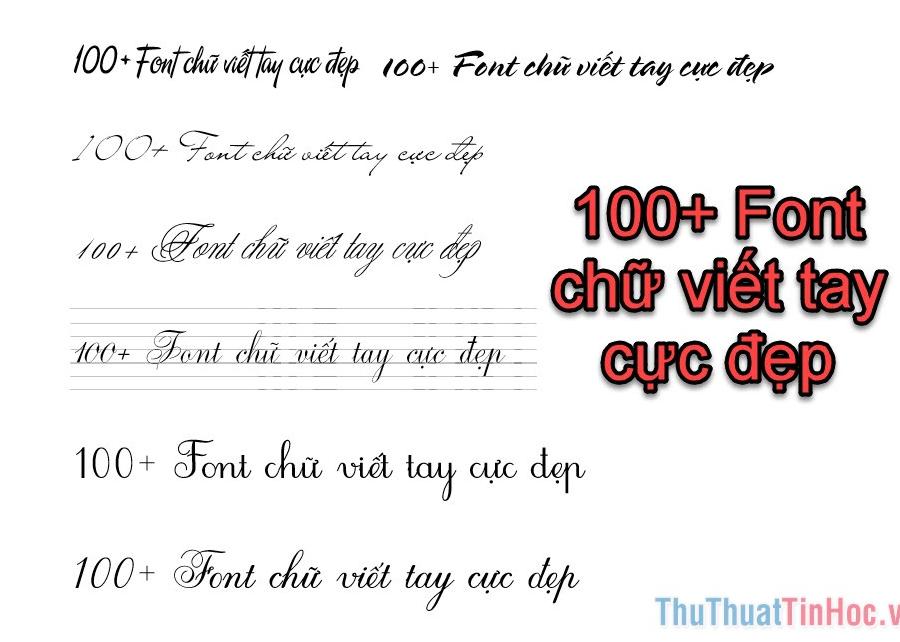 100+ Font chữ viết tay cực đẹp
100+ Font chữ viết tay cực đẹp
100+ Font chữ viết tay cực đẹp
100+ Font chữ viết tay cực đẹp
100+ Font chữ viết tay cực đẹp
100+ Font chữ viết tay cực đẹp
100+ Font chữ viết tay cực đẹp
100+ Font
chữ viết tay
cực đẹp
ThuThuatTinHoc.v